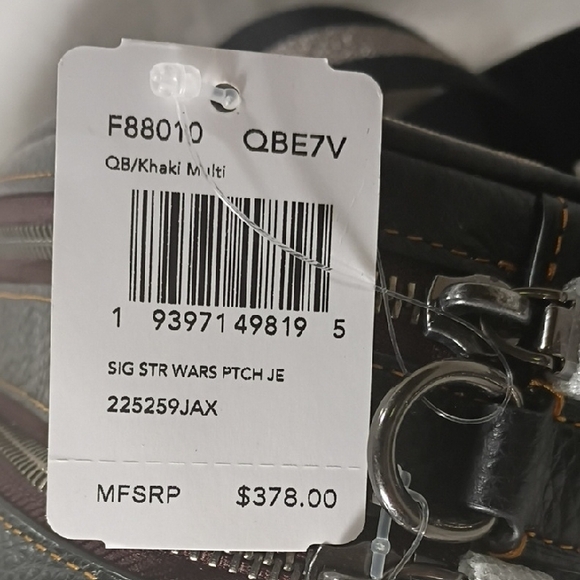 F88010 QBE7V
QB/Khaki Multi
1 93971 49819 5
SIG STR WARS PTCH JE
225259JAX
MFSRP $378.00